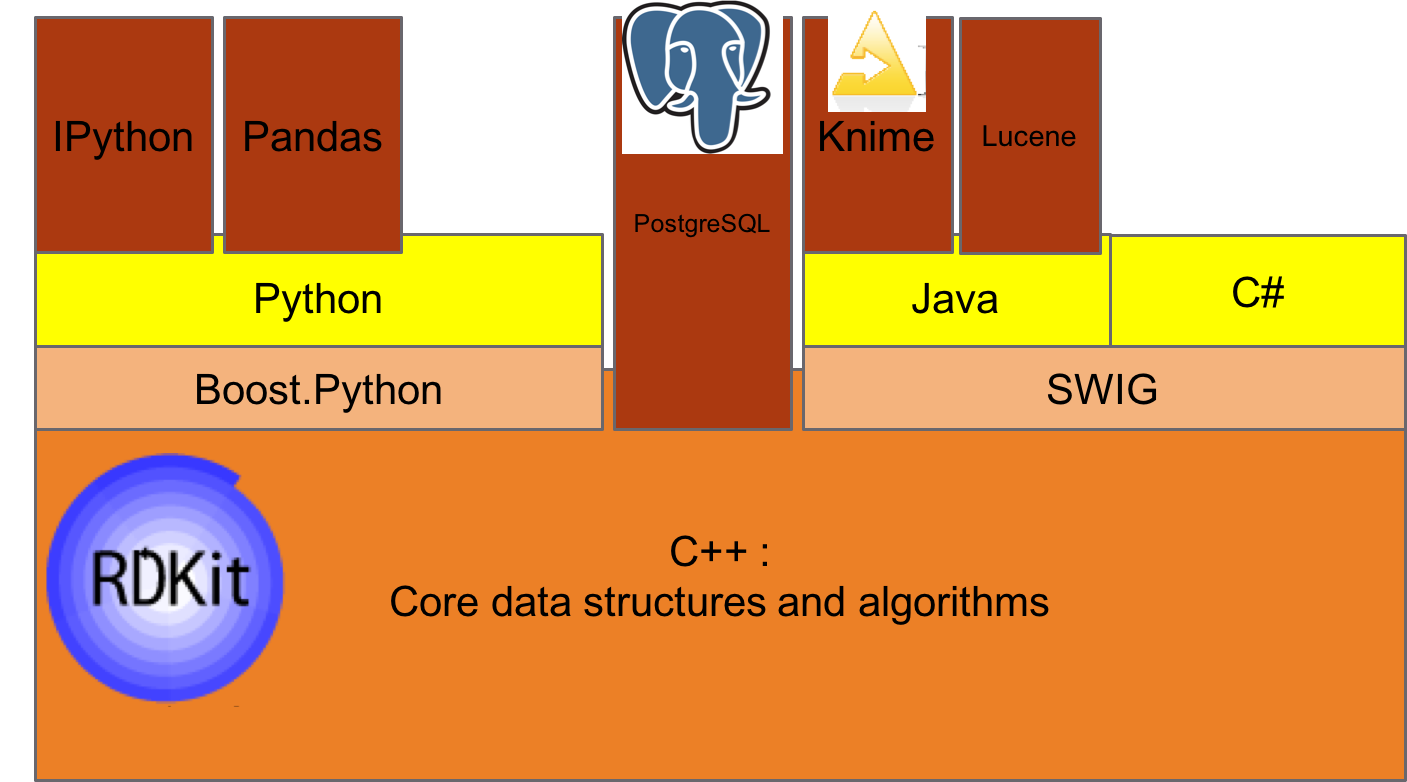 IPython
Pandas
Knime
Lucene
PostgreSQL
Python
Java
C#
Boost.Python
SWIG
RDKit
C++ :
Core data structures and algorithms